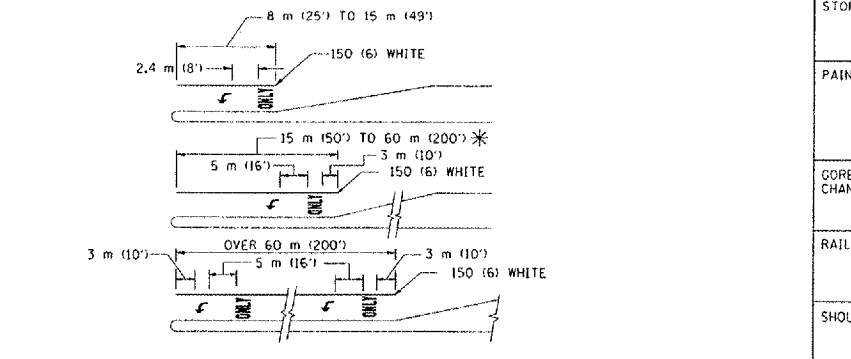 8 m (25') TO 15 m (49')
150 (6) WHITE
2.4 m (8')
ONLY
15 m (50') TO 60 m (200') *
3 m (10')
5 m (16')
150 (6) WHITE
ONLY
OVER 60 m (200')
3 m (10')
3 m (10')
5 m (16')
150 (6) WHITE
ONLY
ONLY
STO
PAIN
GORE
CHAN
RAIL
SHOU